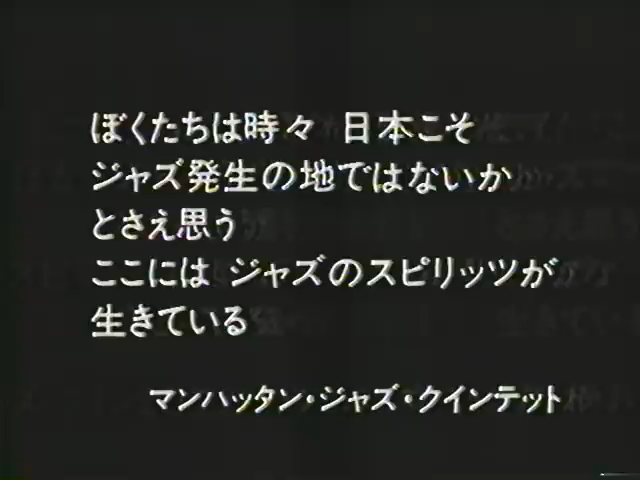 ぼくたちは時々 日本こそ
ジャズ発生の地ではないか
とさえ思う
ここには ジャズのスピリッツが
生きている
マンハッタン・ジャズ・クインテット